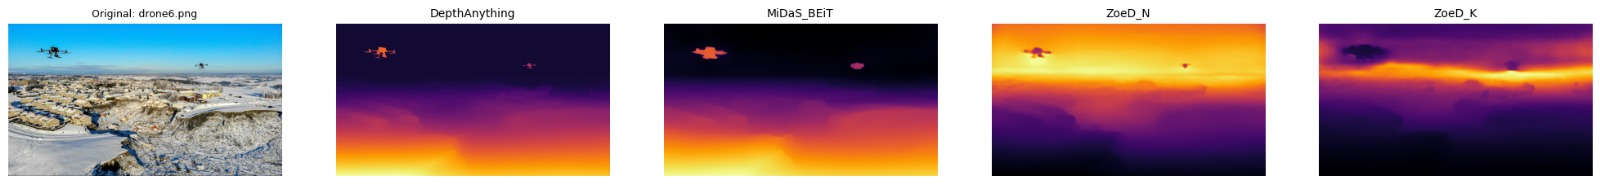 Original: drone6.png
DepthAnything
MiDaS_BEiT
ZoeD_N
ZoeD_K